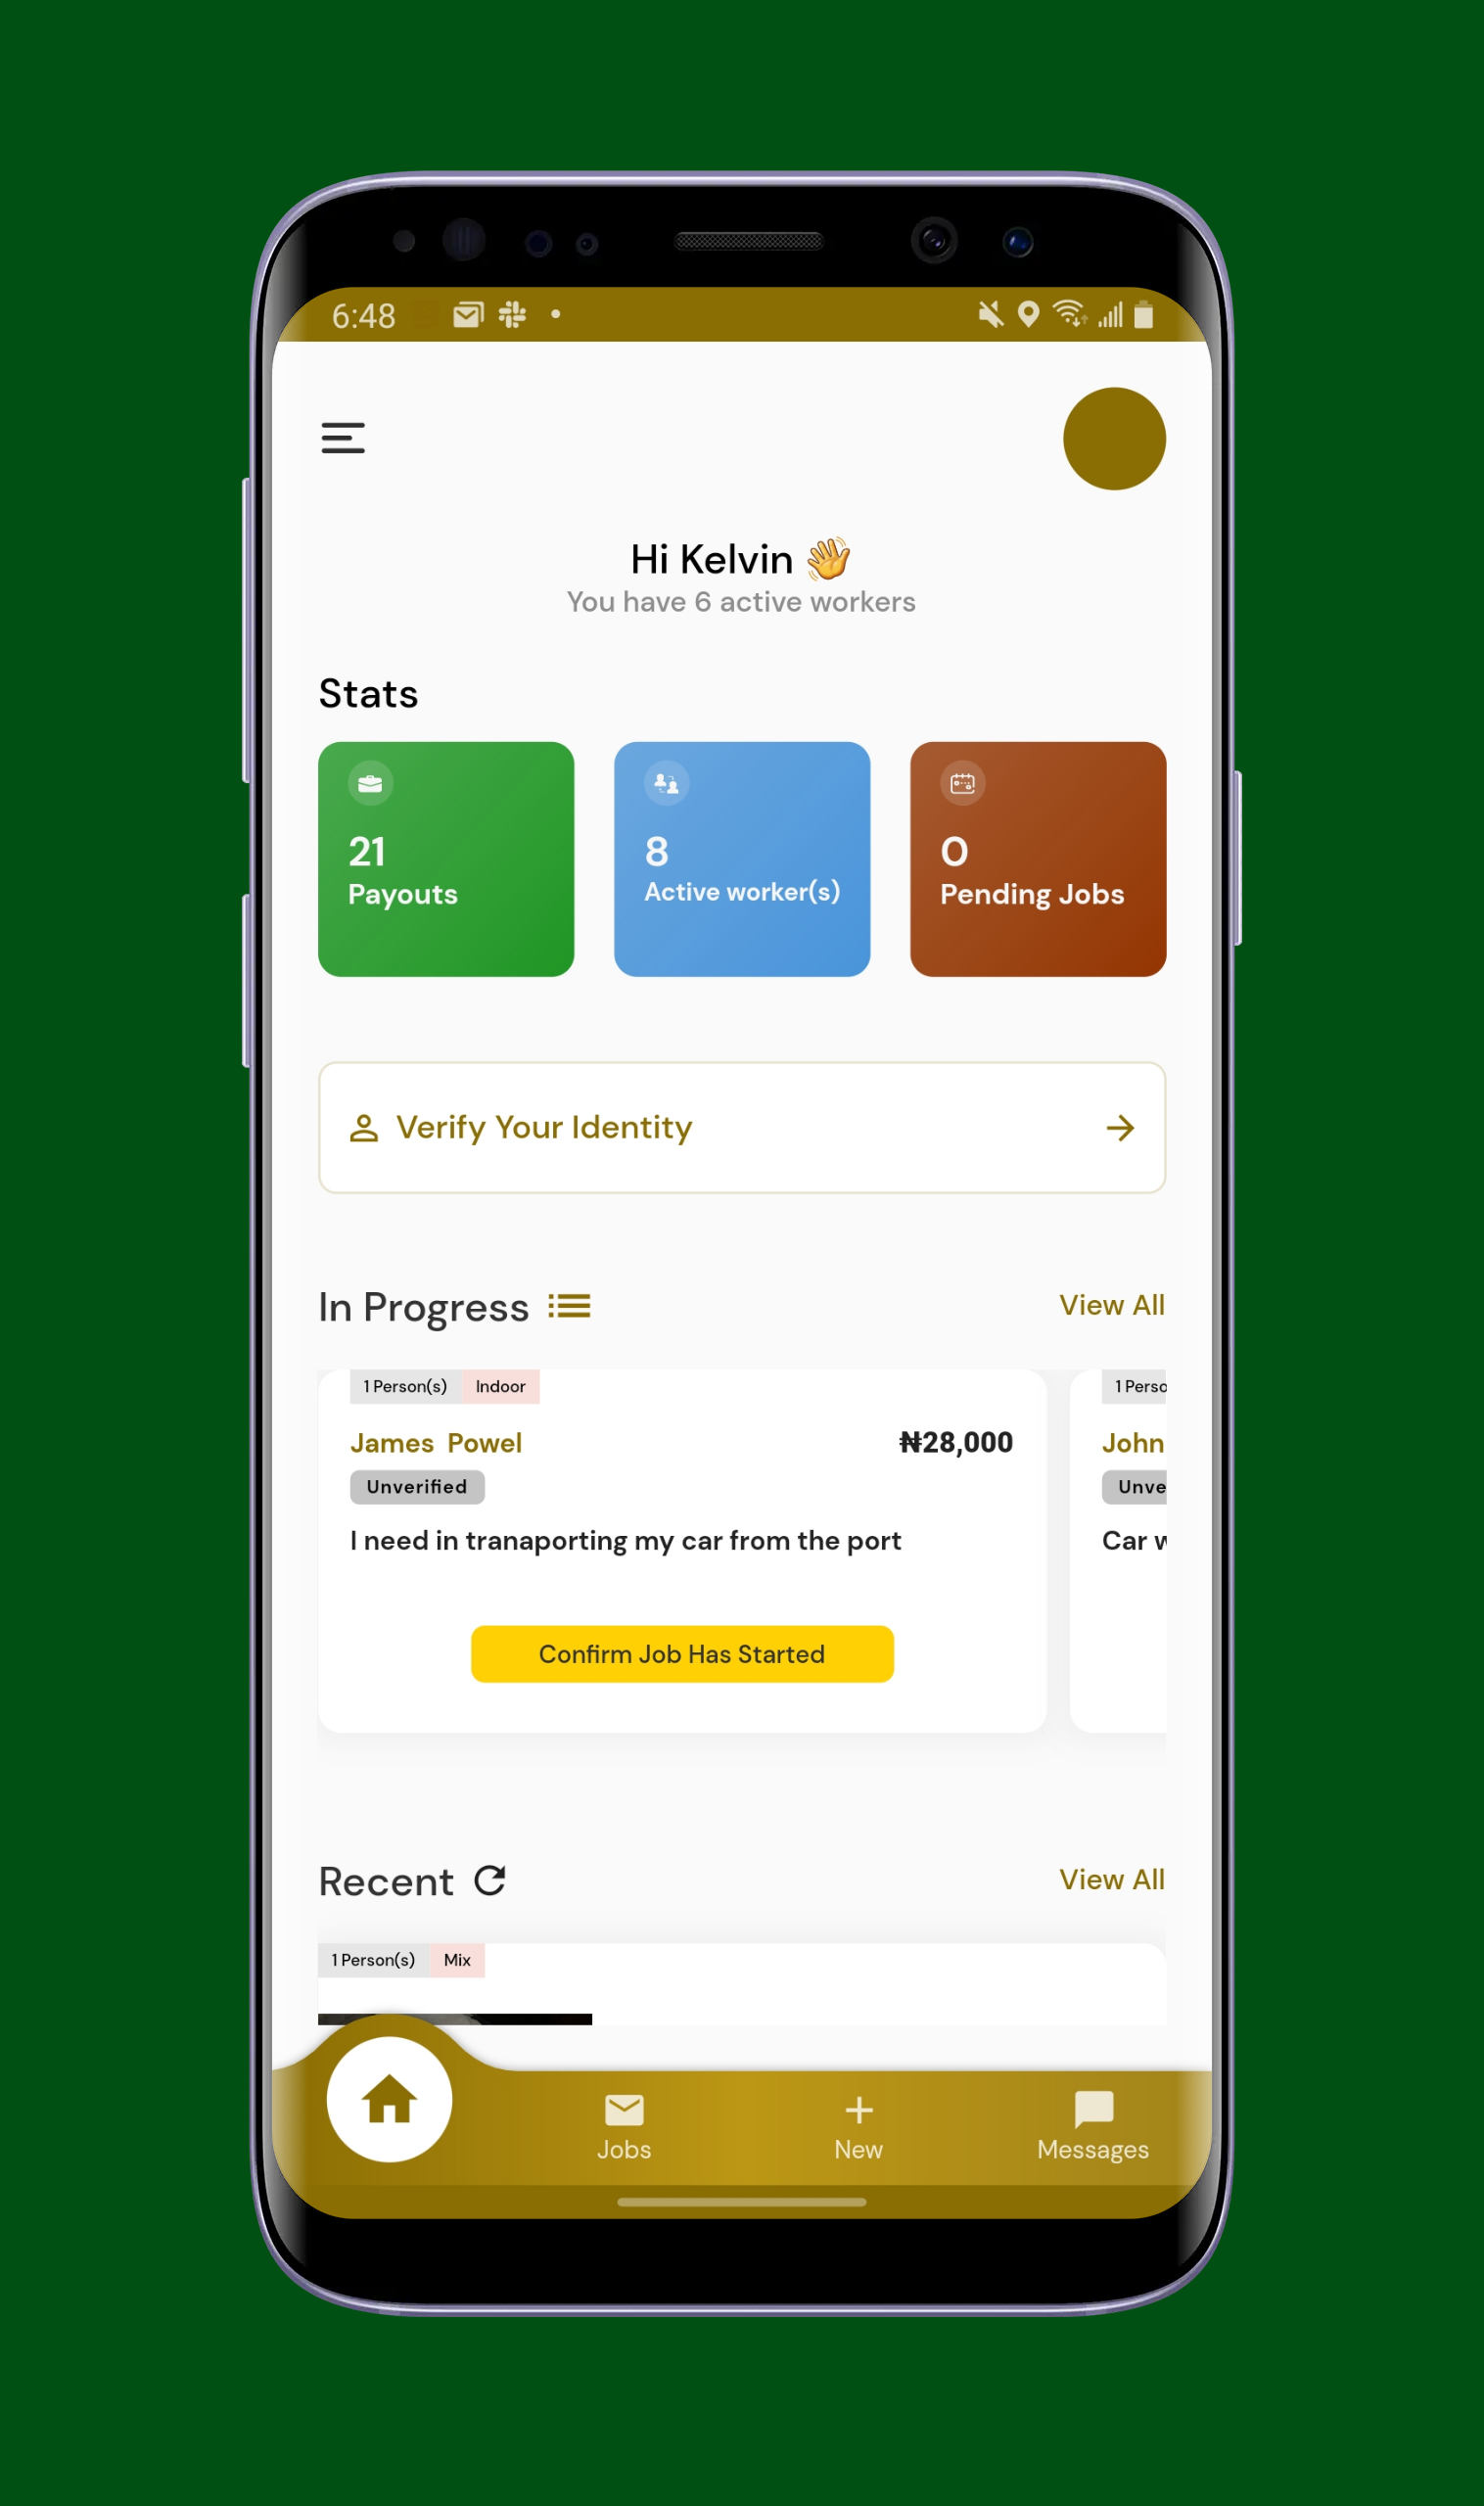 6:48
Hi Kelvin 👋
You have 6 active workers
Stats
21
Payouts
8
Active worker(s)
0
Pending Jobs
Verify Your Identity
In Progress
View All
1 Person(s) Indoor
James Powel ₦28,000
Unverified
I need in tranaporting my car from the port
Confirm Job Has Started
1 Perso
John
Unve
Car w
Recent
View All
1 Person(s) Mix
Jobs
New
Messages